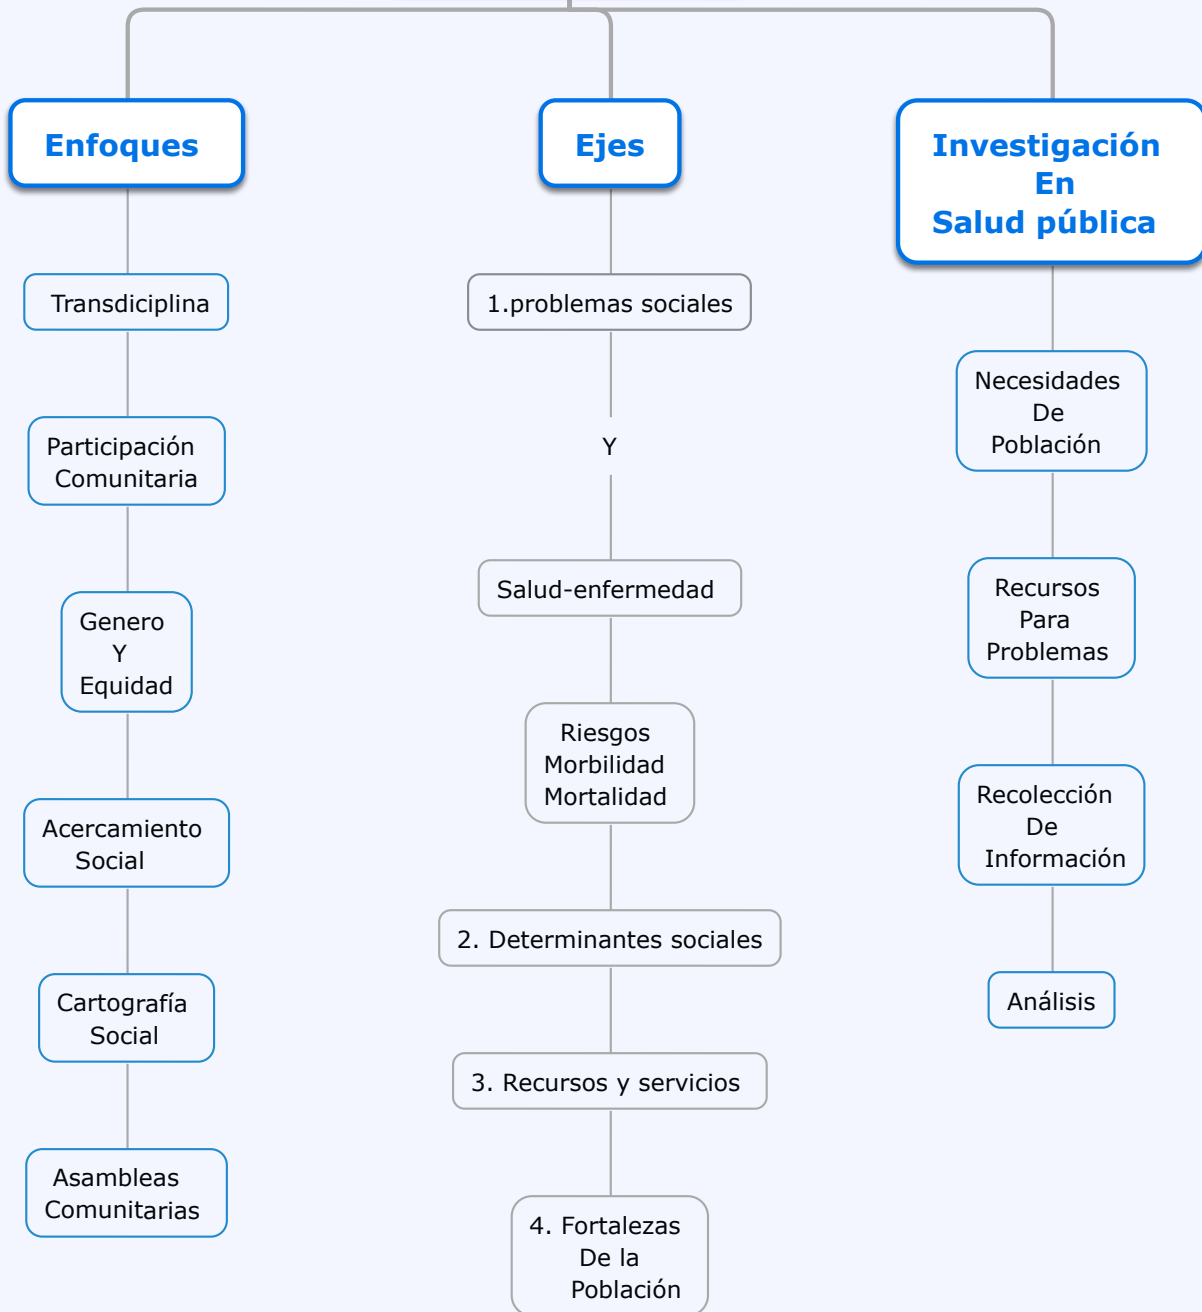 Enfoques
Transdiciplina
Participación
Comunitaria
Genero
Y
Equidad
Acercamiento
Social
Cartografía
Social
Asambleas
Comunitarias
Ejes
1.problemas sociales
Y
Salud-enfermedad
Riesgos
Morbilidad
Mortalidad
2. Determinantes sociales
3. Recursos y servicios
4. Fortalezas
De la
Población
Investigación
En
Salud pública
Necesidades
De
Población
Recursos
Para
Problemas
Recolección
De
Información
Análisis